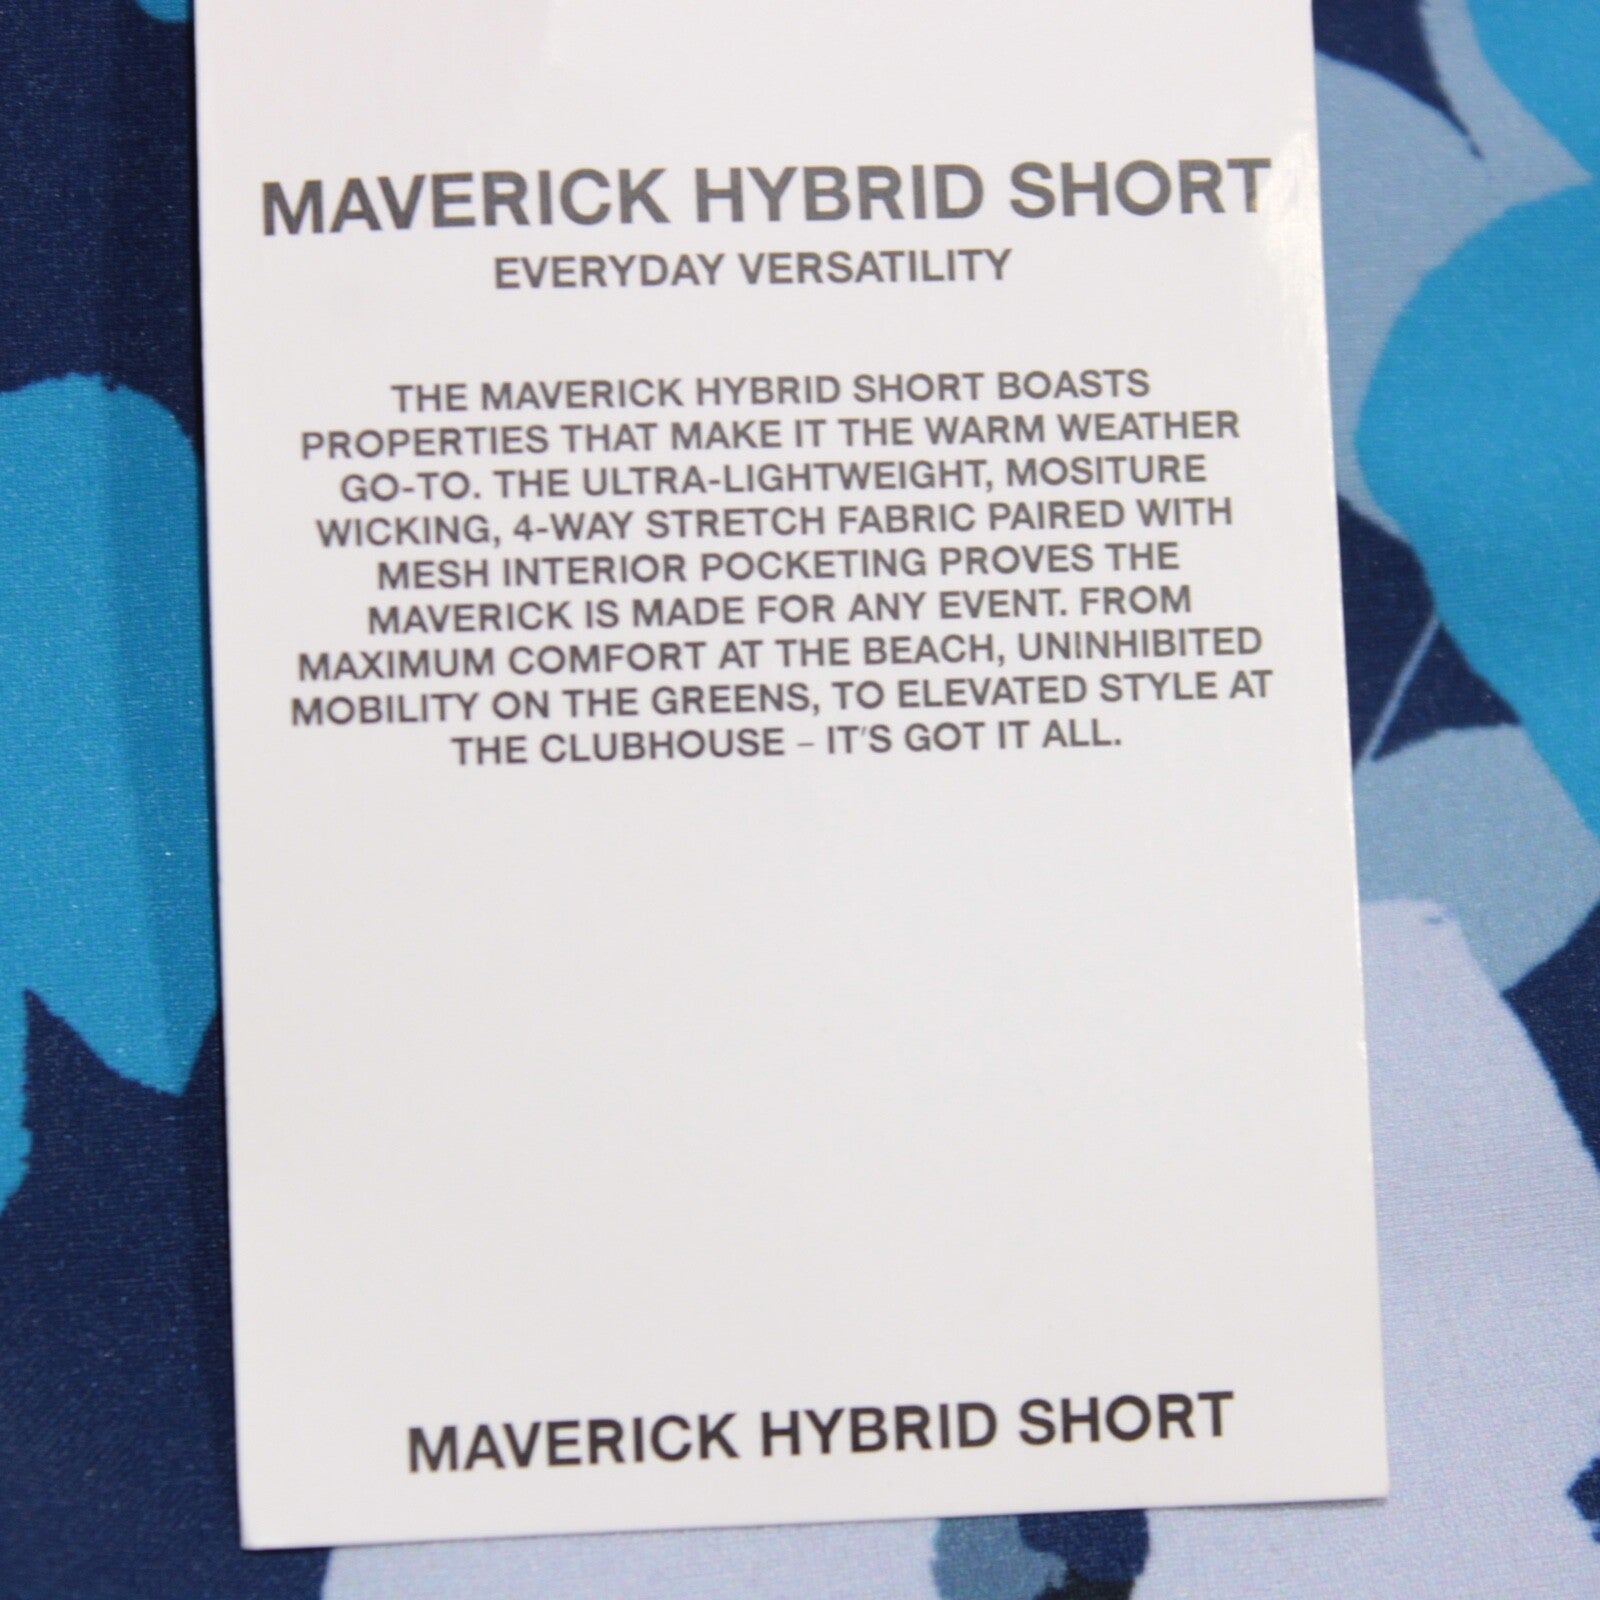 MAVERICK HYBRID SHORT
EVERYDAY VERSATILITY
THE MAVERICK HYBRID SHORT BOASTS
PROPERTIES THAT MAKE IT THE WARM WEATHER
GO-TO. THE ULTRA-LIGHTWEIGHT, MOSITURE
WICKING, 4-WAY STRETCH FABRIC PAIRED WITH
MESH INTERIOR POCKETING PROVES THE
MAVERICK IS MADE FOR ANY EVENT. FROM
MAXIMUM COMFORT AT THE BEACH, UNINHIBITED
MOBILITY ON THE GREENS, TO ELEVATED STYLE AT
THE CLUBHOUSE – IT'S GOT IT ALL.
MAVERICK HYBRID SHORT